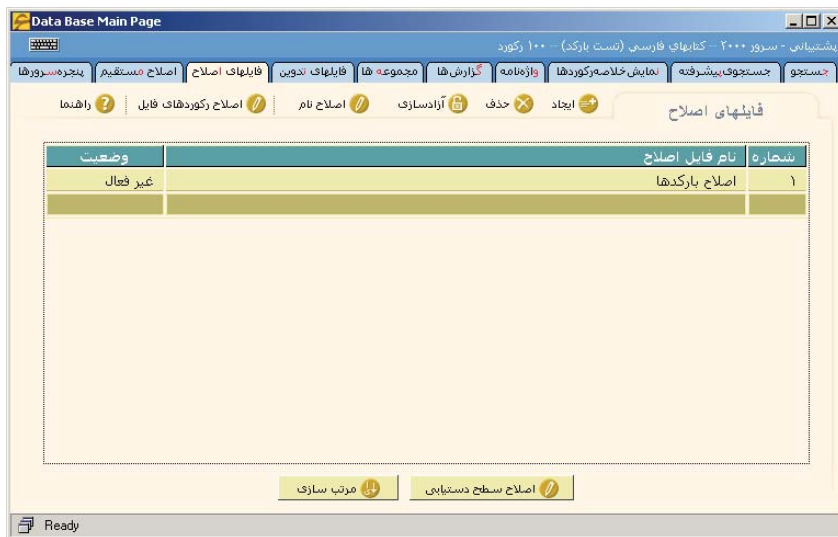 Data Base Main Page
پشتیبانی - سرور ۲۰۰۰ - کتابهاي فارسي (تست بارکد) -- ۱۰۰ رکورد
جستجو جستجوی‌پیشرفته نمایش‌خلاصه‌رکوردها واژه‌نامه گزارش‌ها مجموعه ها فایلهای تدوین فایلهای اصلاح اصلاح مستقیم پنجره‌سرورها
فایلهای اصلاح ایجاد حذف آزادسازی اصلاح نام اصلاح رکوردهای فایل راهنما
شماره نام فایل اصلاح وضعیت
۱ اصلاح بارکدها غیر فعال
اصلاح سطح دستیابی مرتب سازی
Ready